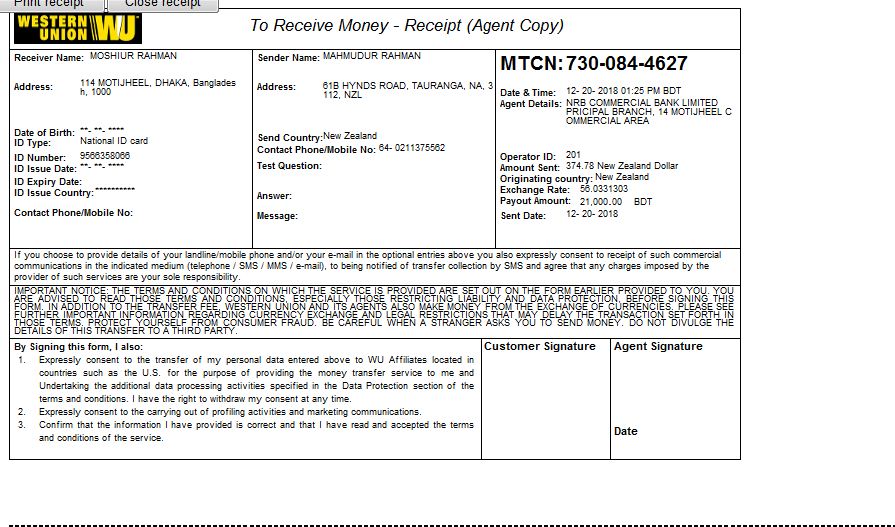 Print receipt
Close receipt
WESTERN
UNION WU
To Receive Money - Receipt (Agent Copy)
Receiver Name: MOSHIUR RAHMAN
Address: 114 MOTIJHEEL, DHAKA, Banglades
h, 1000
Date of Birth: **- **- ****
ID Type: National ID card
ID Number: 9566358066
ID Issue Date: **- **- ****
ID Expiry Date:
ID Issue Country: **********
Contact Phone/Mobile No:
Sender Name: MAHMUDUR RAHMAN
Address: 61B HYNDS ROAD, TAURANGA, NA, 3
112, NZL
Send Country: New Zealand
Contact Phone/Mobile No: 64- 0211375562
Test Question:
Answer:
Message:
MTCN: 730-084-4627
Date & Time: 12- 20- 2018 01:25 PM BDT
Agent Details: NRB COMMERCIAL BANK LIMITED
PRICIPAL BRANCH, 14 MOTIJHEEL C
OMMERCIAL AREA
Operator ID: 201
Amount Sent: 374.78 New Zealand Dollar
Originating country: New Zealand
Exchange Rate: 56.0331303
Payout Amount: 21,000.00 BDT
Sent Date: 12- 20- 2018
If you choose to provide details of your landline/mobile phone and/or your e-mail in the optional entries above you also expressly consent to receipt of such commercial
communications in the indicated medium (telephone / SMS / MMS / e-mail), to being notified of transfer collection by SMS and agree that any charges imposed by the
provider of such services are your sole responsibility.
IMPORTANT NOTICE: THE TERMS AND CONDITIONS ON WHICH THE SERVICE IS PROVIDED ARE SET OUT ON THE FORM EARLIER PROVIDED TO YOU. YOU
ARE ADVISED TO READ THOSE TERMS AND CONDITIONS, ESPECIALLY THOSE RESTRICTING LIABILITY AND DATA PROTECTION, BEFORE SIGNING THIS
FORM. IN ADDITION TO THE TRANSFER FEE, WESTERN UNION AND ITS AGENTS ALSO MAKE MONEY FROM THE EXCHANGE OF CURRENCIES. PLEASE SEE
FURTHER IMPORTANT INFORMATION REGARDING CURRENCY EXCHANGE AND LEGAL RESTRICTIONS THAT MAY DELAY THE TRANSACTION SET FORTH IN
THOSE TERMS. PROTECT YOURSELF FROM CONSUMER FRAUD. BE CAREFUL WHEN A STRANGER ASKS YOU TO SEND MONEY. DO NOT DIVULGE THE
DETAILS OF THIS TRANSFER TO A THIRD PARTY.
By Signing this form, I also:
1. Expressly consent to the transfer of my personal data entered above to WU Affiliates located in
countries such as the U.S. for the purpose of providing the money transfer service to me and
Undertaking the additional data processing activities specified in the Data Protection section of the
terms and conditions. I have the right to withdraw my consent at any time.
2. Expressly consent to the carrying out of profiling activities and marketing communications.
3. Confirm that the information I have provided is correct and that I have read and accepted the terms
and conditions of the service.
Customer Signature
Agent Signature
Date